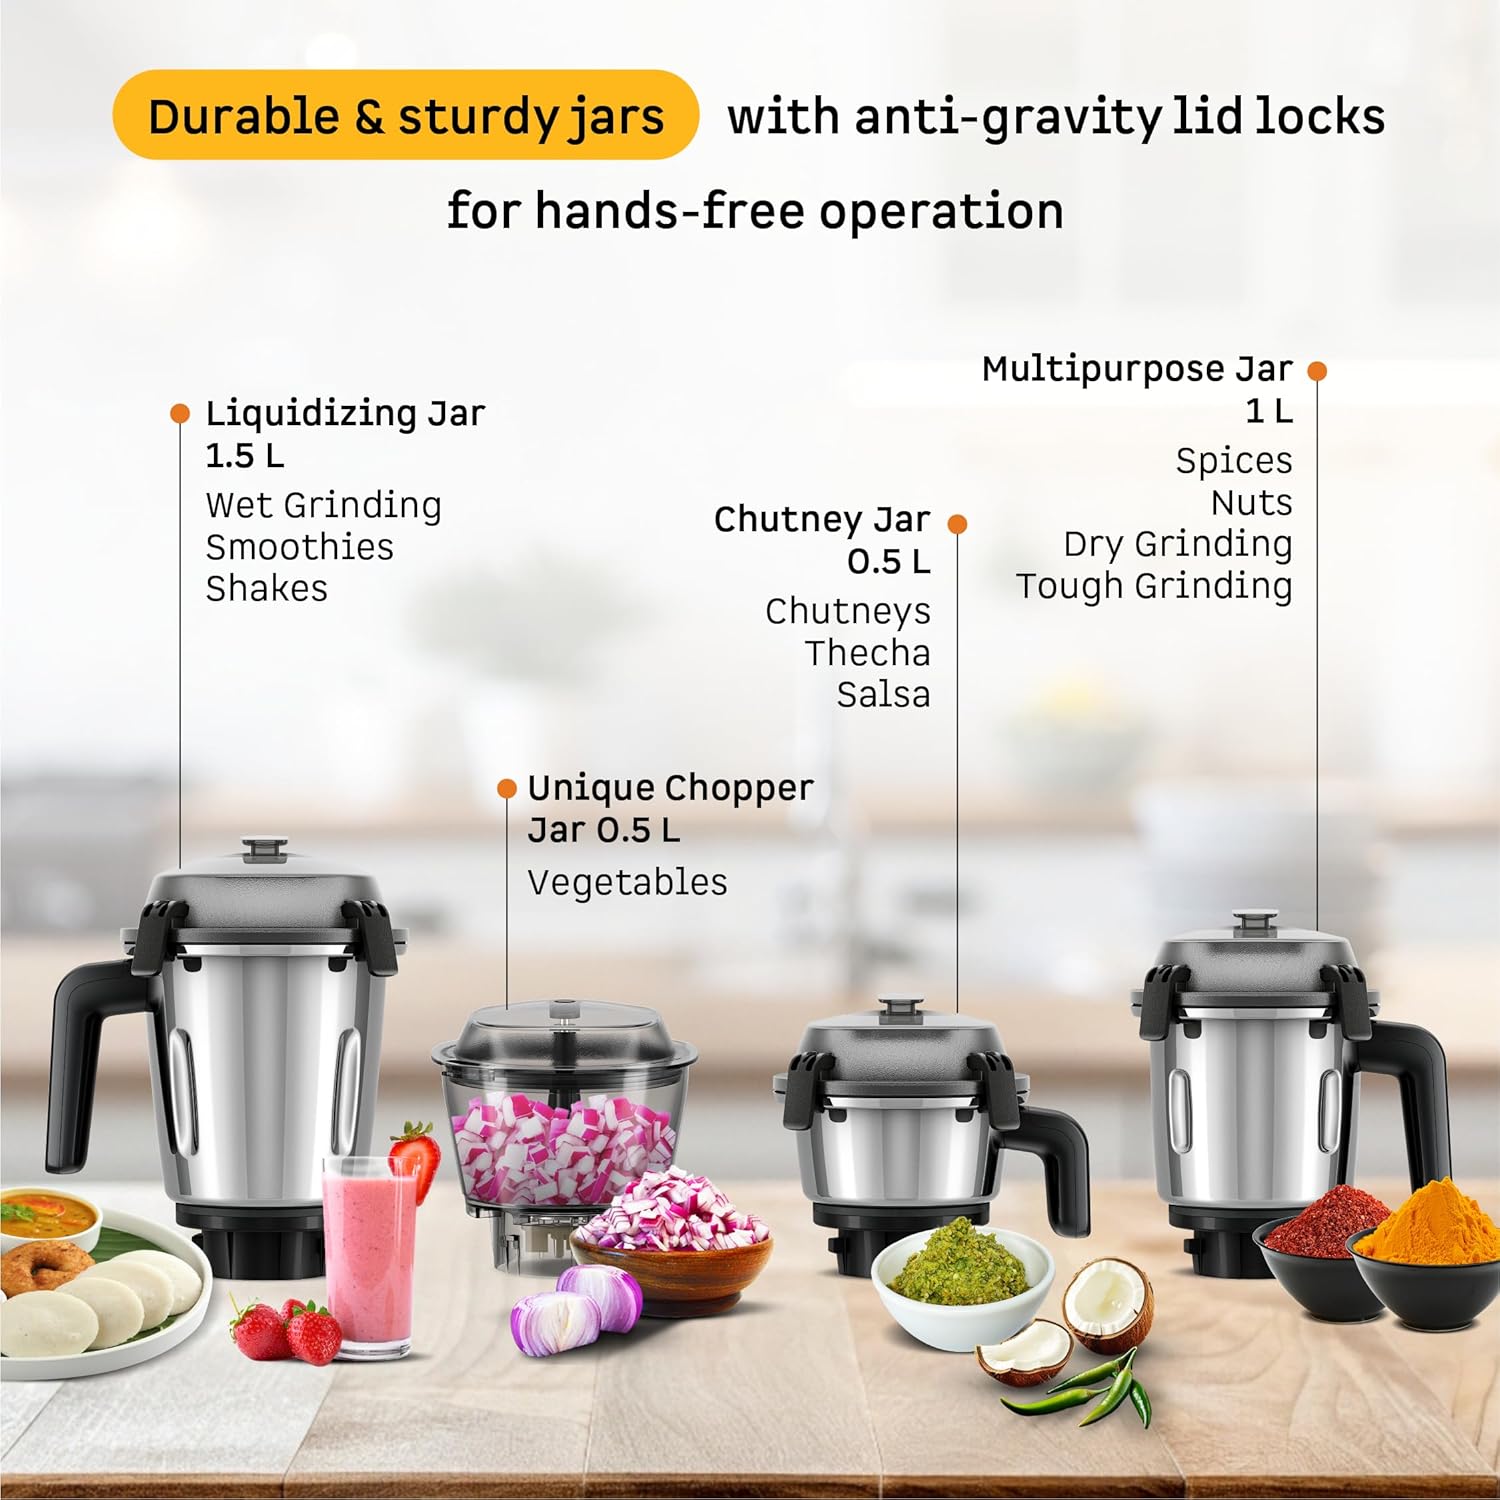 Durable & sturdy jars with anti-gravity lid locks
for hands-free operation
Liquidizing Jar
1.5 L
Wet Grinding
Smoothies
Shakes
Unique Chopper
Jar 0.5 L
Vegetables
Chutney Jar
0.5 L
Chutneys
Thecha
Salsa
Multipurpose Jar
1 L
Spices
Nuts
Dry Grinding
Tough Grinding